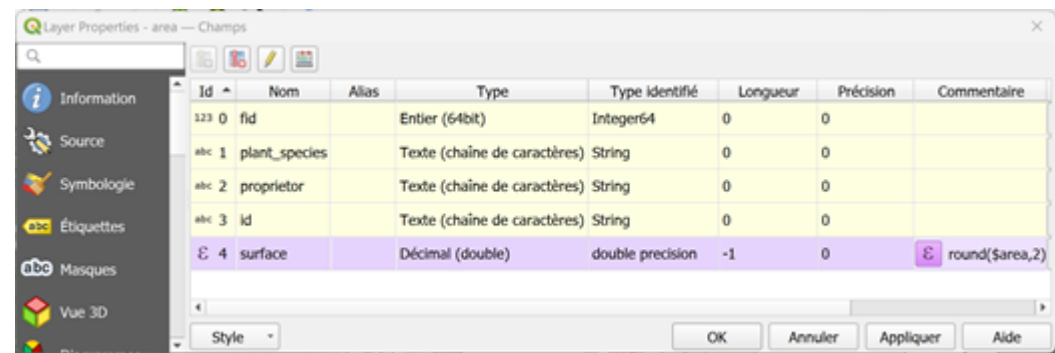 Layer Properties - area — Champs
Id Nom Alias Type Type identifié Longueur Précision Commentaire
Information
123 0 fid Entier (64bit) Integer64 0 0
Source
abc 1 plant_species Texte (chaîne de caractères) String 0 0
Symbologie
abc 2 proprietor Texte (chaîne de caractères) String 0 0
abc Étiquettes
abc 3 id Texte (chaîne de caractères) String 0 0
abc Masques
ε 4 surface Décimal (double) double precision -1 0 ε round($area,2)
Vue 3D
Style OK Annuler Appliquer Aide